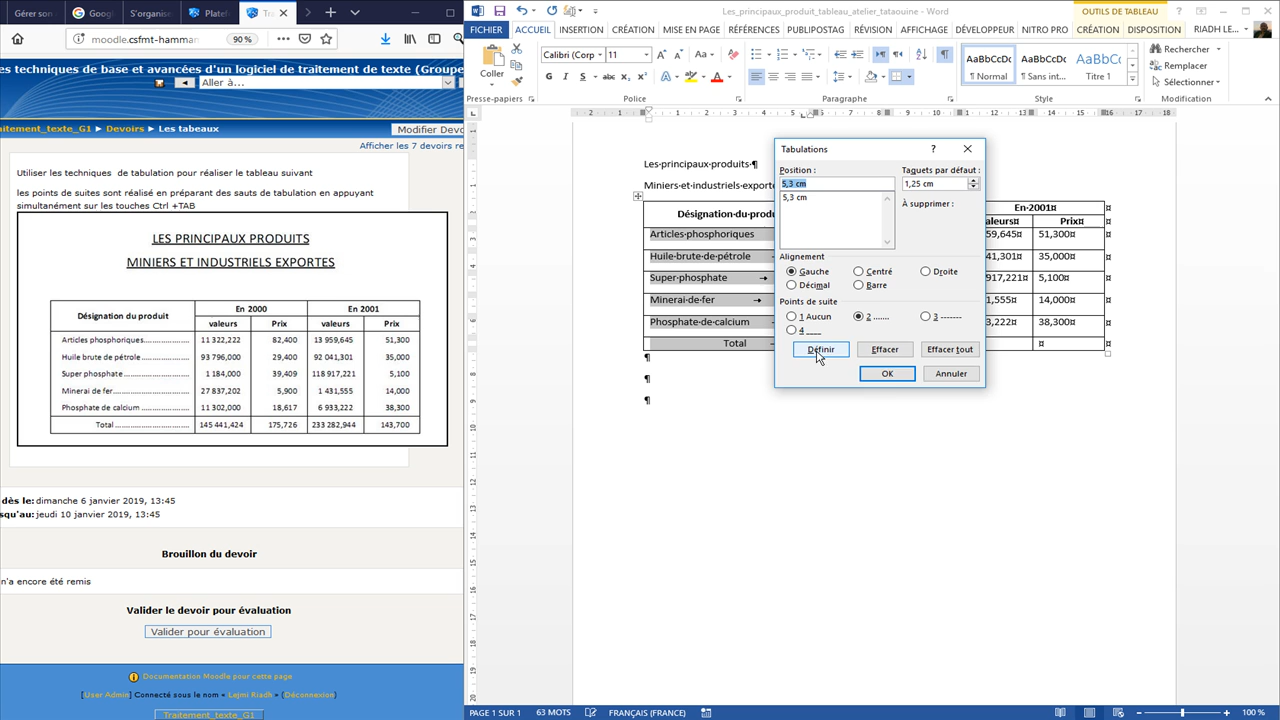 Gérer son
Googl
S'organise
Platef
Tra
moodle.csfmt-hammar
90 %
es techniques de base et avancées d'un logiciel de traitement de texte (Groupe
Aller à...
aitement_texte_G1 ► Devoirs ► Les tabeaux
Modifier Devo
Afficher les 7 devoirs re
Utiliser les techniques de tabulation pour réaliser le tableau suivant
les points de suite seront réalisé en préparant des sauts de tabulation en appuyant
simultanément sur les touches Ctrl +TAB
LES PRINCIPAUX PRODUITS
MINIERS ET INDUSTRIELS EXPORTES
Désignation du produit En 2000 En 2001
valeurs Prix valeurs Prix
Articles phosphoriques................ 11 322,222 82,400 13 959,645 51,300
Huile brute de pétrole................ 93 796,000 29,400 92 041,301 35,000
Super phosphate ................ 1 184,000 39,409 118 917,221 5,100
Minerai de fer................ 27 837,202 5,900 1 431,555 14,000
Phosphate de calcium ................ 11 302,000 18,617 6 933,222 38,300
Total ................ 145 441,424 175,726 233 282,944 143,700
dès le: dimanche 6 janvier 2019, 13:45
squ'au: jeudi 10 janvier 2019, 13:45
Brouillon du devoir
n'a encore été remis
Valider le devoir pour évaluation
Valider pour évaluation
Documentation Moodle pour cette page
[User Admin] Connecté sous le nom « Lejmi Riadh » (Déconnexion)
Traitement_texte_G1
Les_principaux_produit_tableau_atelier_tataouine - Word
OUTILS DE TABLEAU
FICHIER ACCUEIL INSERTION CRÉATION MISE EN PAGE RÉFÉRENCES PUBLIPOSTAG RÉVISION AFFICHAGE DÉVELOPPEUR NITRO PRO CRÉATION DISPOSITION RIADH LE...
Coller
Calibri (Corp 11
G I S abc x₂ x²
AaBbCcDc AaBbCcDc AaBbC
¶ Normal ¶ Sans int... Titre 1
Rechercher
Remplacer
Sélectionner
Presse-papiers Police Paragraphe Style Modification
Les·principaux·produits·¶
Miniers·et·industriels·exporte
Désignation·du·produ
En·2001¤
aleurs¤ Prix¤
Articles·phosphoriques 59,645¤ 51,300¤
Huile·brute·de·pétrole 41,301¤ 35,000¤
Super·phosphate 917,221¤ 5,100¤
Minerai·de·fer ,555¤ 14,000¤
Phosphate·de·calcium 3,222¤ 38,300¤
Total ¤
¶
¶
¶
Tabulations ?
Position :
5,3 cm
5,3 cm
Taquets par défaut :
1,25 cm
À supprimer :
Alignement
Gauche Centré Droite
Décimal Barre
Points de suite
1 Aucun 2 ....... 3 -------
4 ____
Définir Effacer Effacer tout
OK Annuler
PAGE 1 SUR 1 63 MOTS FRANÇAIS (FRANCE) 100 %